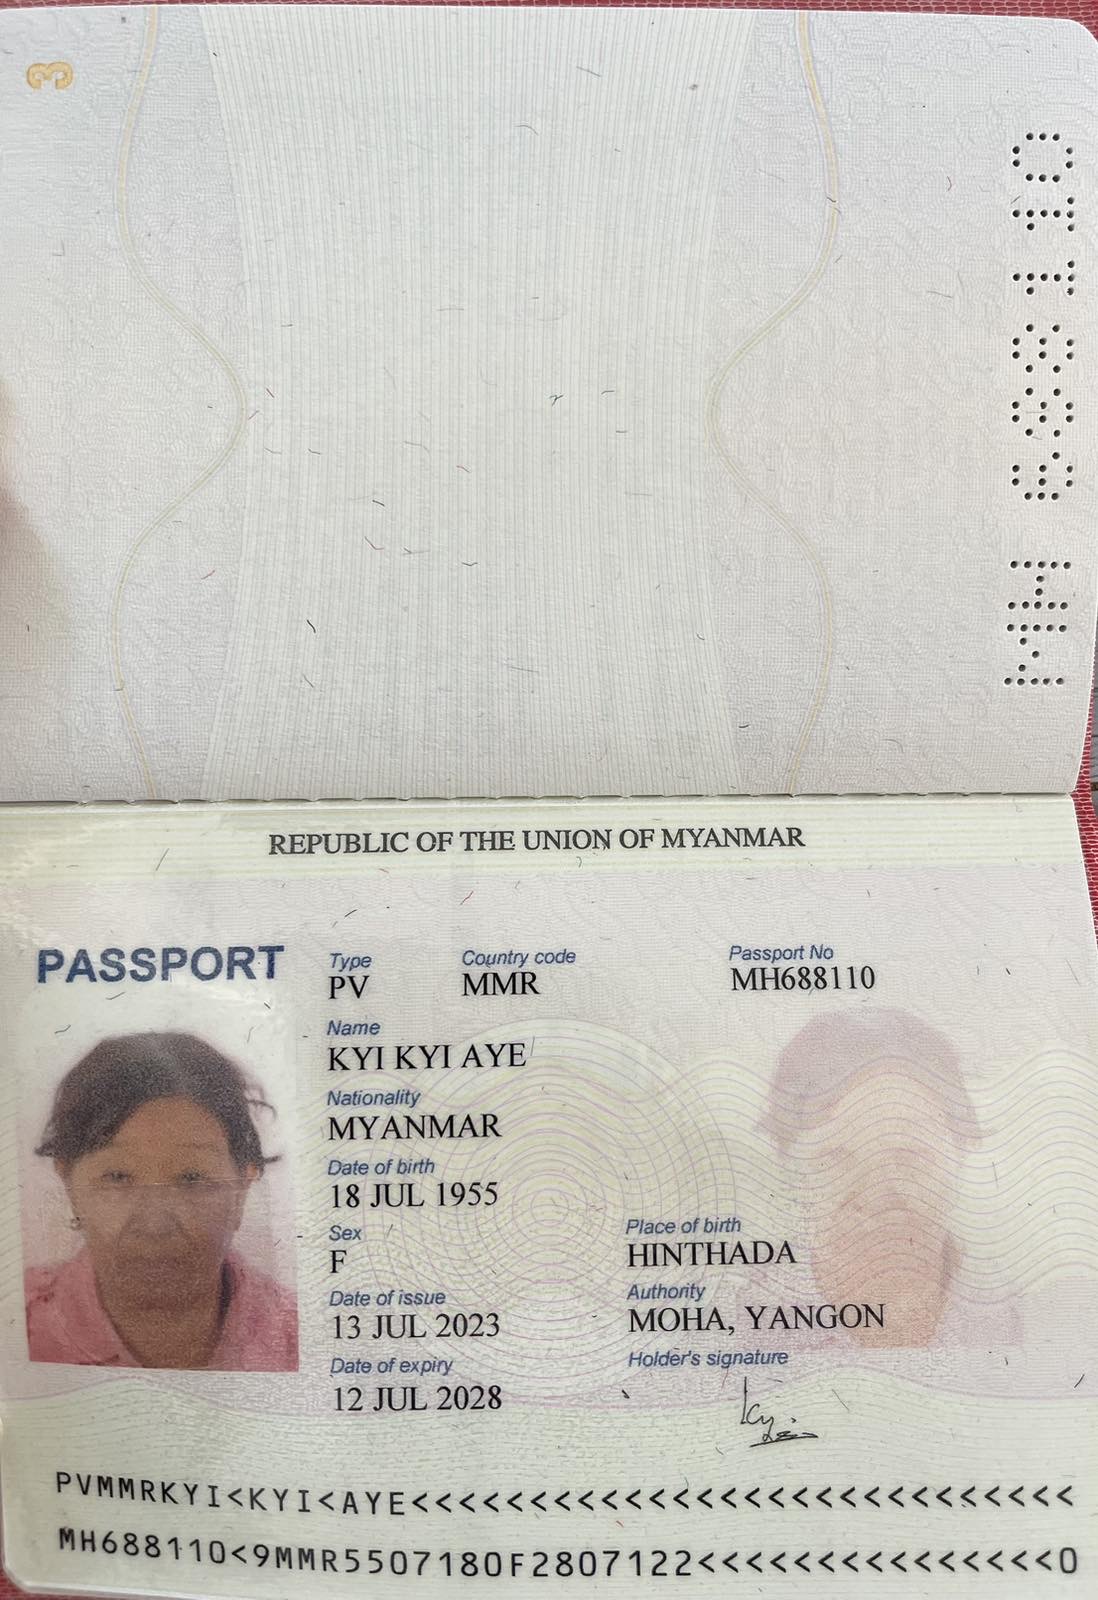 3
MH 688110
REPUBLIC OF THE UNION OF MYANMAR
PASSPORT
Type Country code Passport No
PV MMR MH688110
Name
KYI KYI AYE
Nationality
MYANMAR
Date of birth
18 JUL 1955
Sex Place of birth
F HINTHADA
Date of issue Authority
13 JUL 2023 MOHA, YANGON
Date of expiry Holder's signature
12 JUL 2028
PVMMRKYI<KYI<AYE<<<<<<<<<<<<<<<<<<<<<<<<<<<<
MH688110<9MMR5507180F2807122<<<<<<<<<<<<<<<0